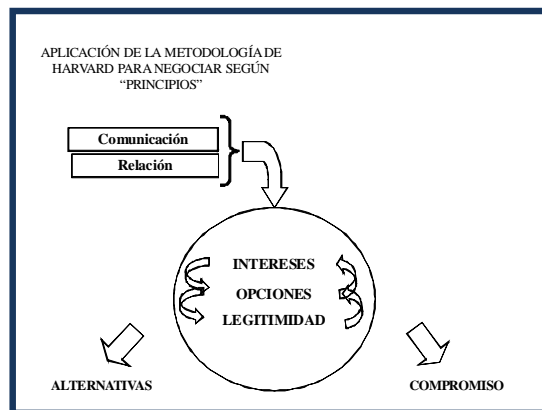 APLICACIÓN DE LA METODOLOGÍA DE
HARVARD PARA NEGOCIAR SEGÚN
“PRINCIPIOS”
Comunicación
Relación
INTERESES
OPCIONES
LEGITIMIDAD
ALTERNATIVAS
COMPROMISO